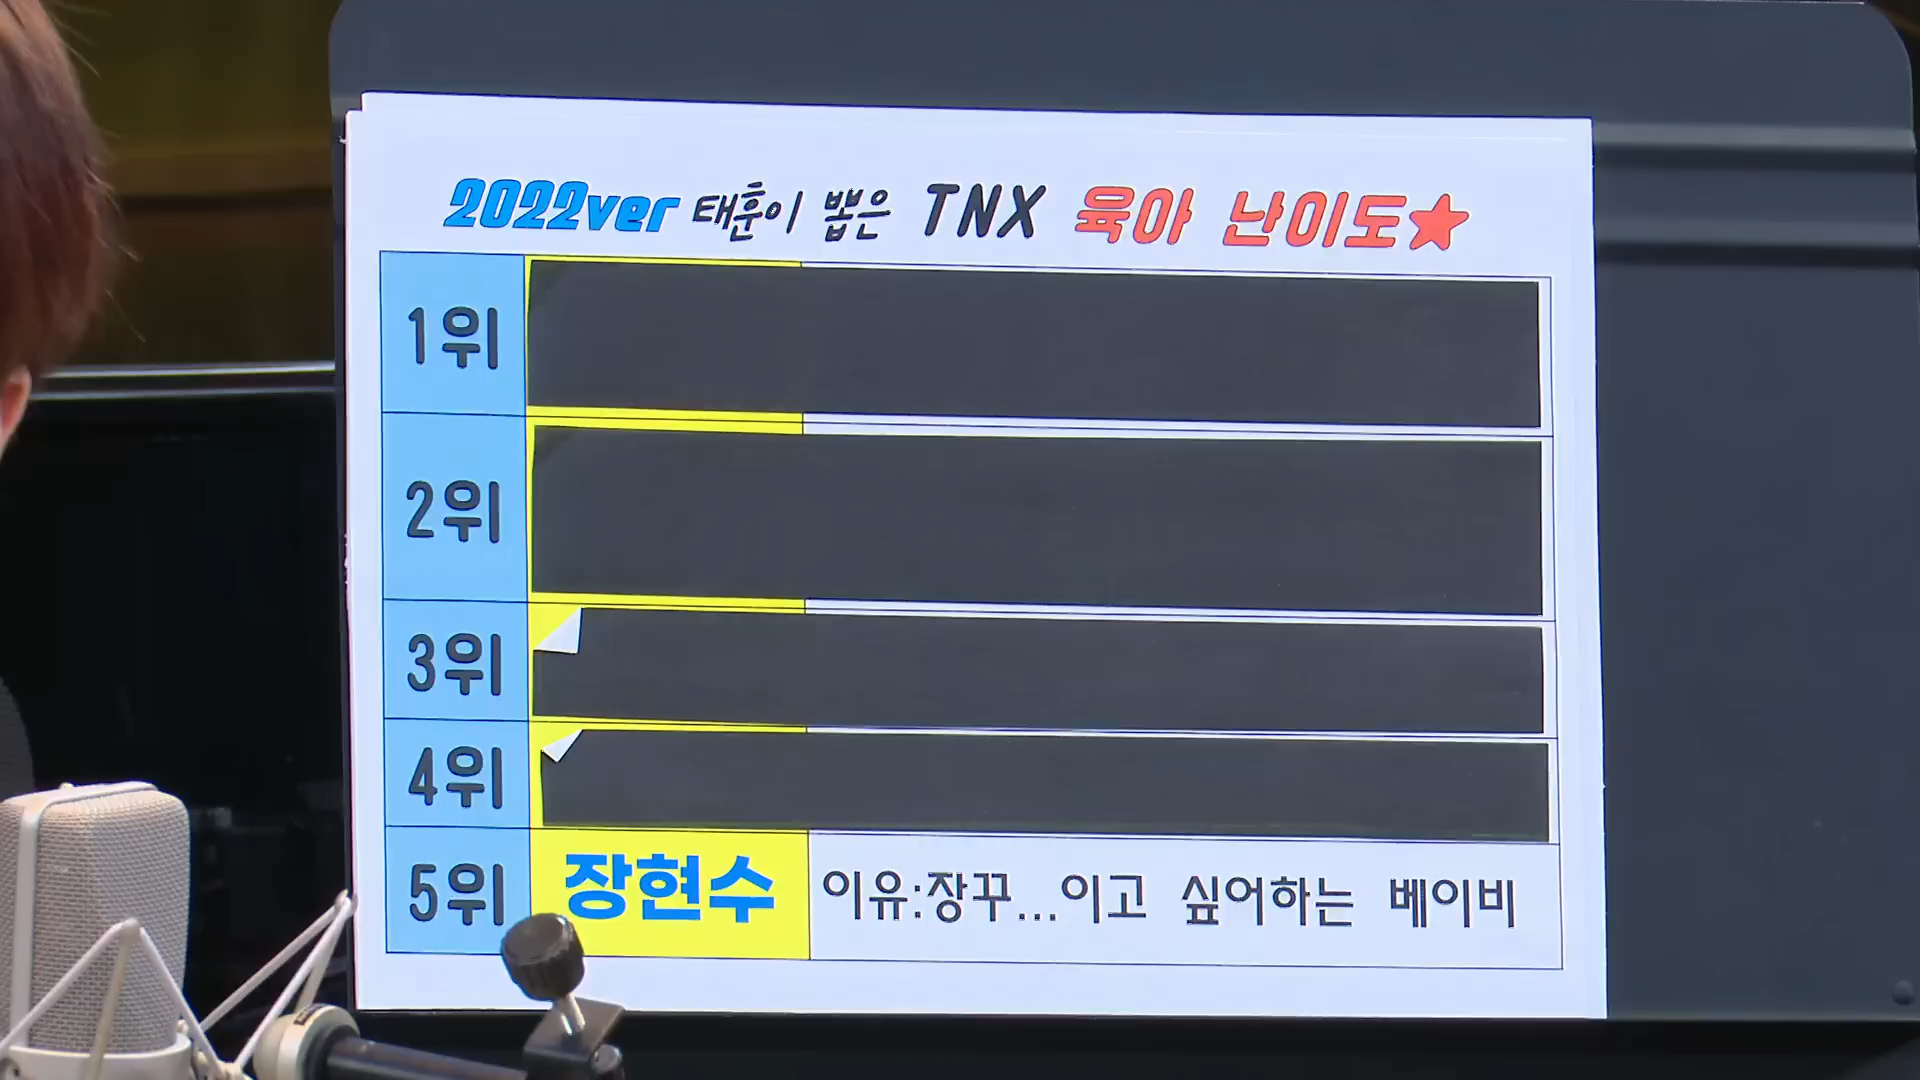 2022ver 태훈이 뽑은 TNX 육아 난이도★
1위
2위
3위
4위
5위 장현수 이유:장꾸...이고 싶어하는 베이비